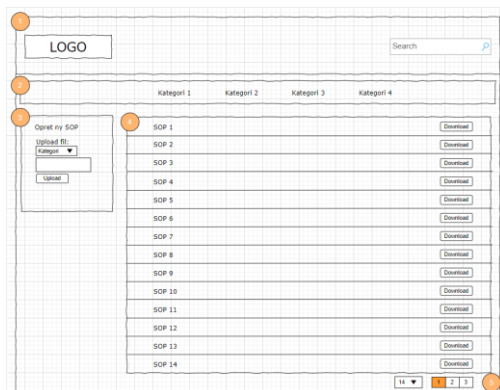 1
LOGO
Search
2
Kategori 1 Kategori 2 Kategori 3 Kategori 4
3
Opret ny SOP
Upload fil:
Kategori
Upload
4
SOP 1 Download
SOP 2 Download
SOP 3 Download
SOP 4 Download
SOP 5 Download
SOP 6 Download
SOP 7 Download
SOP 8 Download
SOP 9 Download
SOP 10 Download
SOP 11 Download
SOP 12 Download
SOP 13 Download
SOP 14 Download
14 1 2 3
5